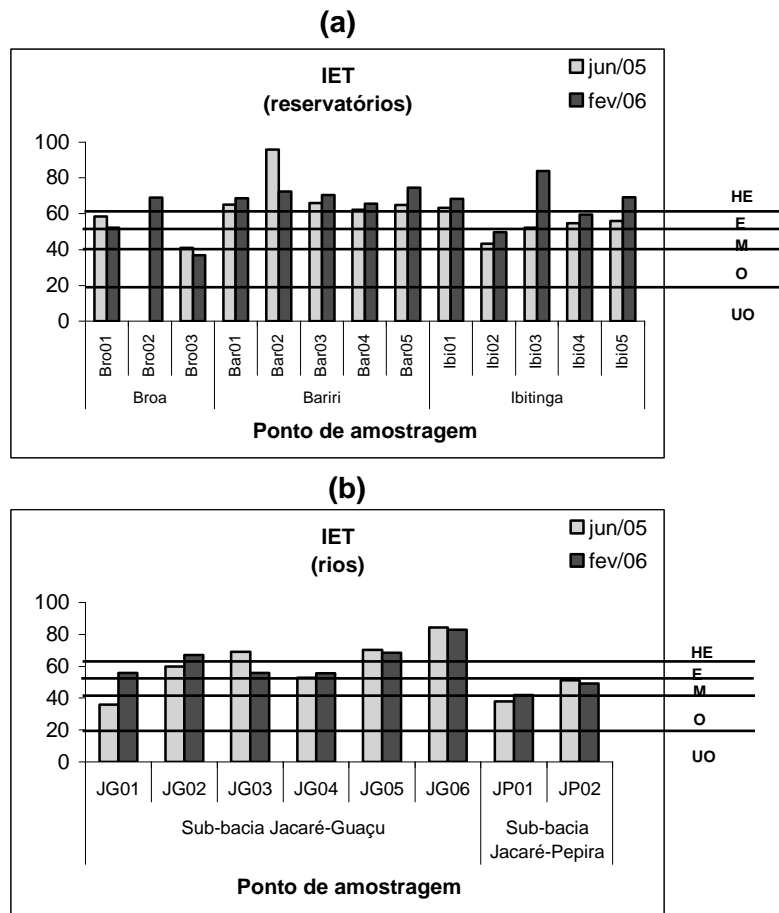 (a)
IET
(reservatórios)
jun/05
fev/06
100
80
60
40
20
0
HE
E
M
O
UO
Bro01 Bro02 Bro03 Bar01 Bar02 Bar03 Bar04 Bar05 Ibi01 Ibi02 Ibi03 Ibi04 Ibi05
Broa Bariri Ibitinga
Ponto de amostragem
(b)
IET
(rios)
jun/05
fev/06
100
80
60
40
20
0
HE
E
M
O
UO
JG01 JG02 JG03 JG04 JG05 JG06 JP01 JP02
Sub-bacia Jacaré-Guaçu Sub-bacia
Jacaré-Pepira
Ponto de amostragem